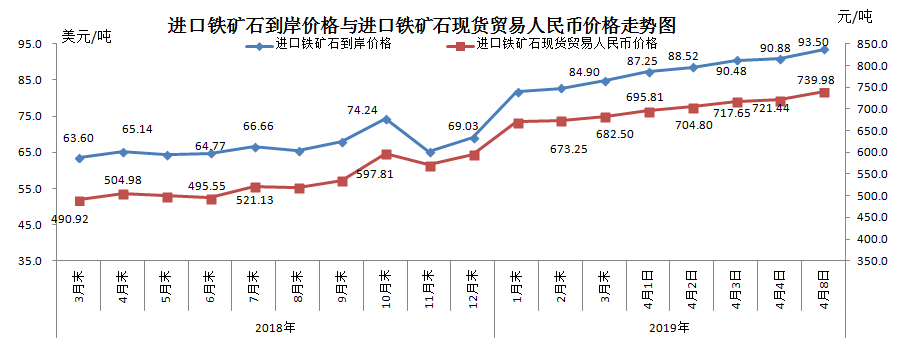 进口铁矿石到岸价格与进口铁矿石现货贸易人民币价格走势图
美元/吨
元/吨
进口铁矿石到岸价格 进口铁矿石现货贸易人民币价格
95.0
85.0
75.0
65.0
55.0
45.0
35.0
850.0
800.0
750.0
700.0
650.0
600.0
550.0
500.0
450.0
400.0
350.0
63.60
65.14
64.77
66.66
74.24
69.03
84.90
87.25
88.52
90.48
90.88
93.50
490.92
504.98
495.55
521.13
597.81
673.25
682.50
695.81
704.80
717.65
721.44
739.98
3月末
4月末
5月末
6月末
7月末
8月末
9月末
10月末
11月末
12月末
1月末
2月末
3月末
4月1日
4月2日
4月3日
4月4日
4月8日
2018年
2019年